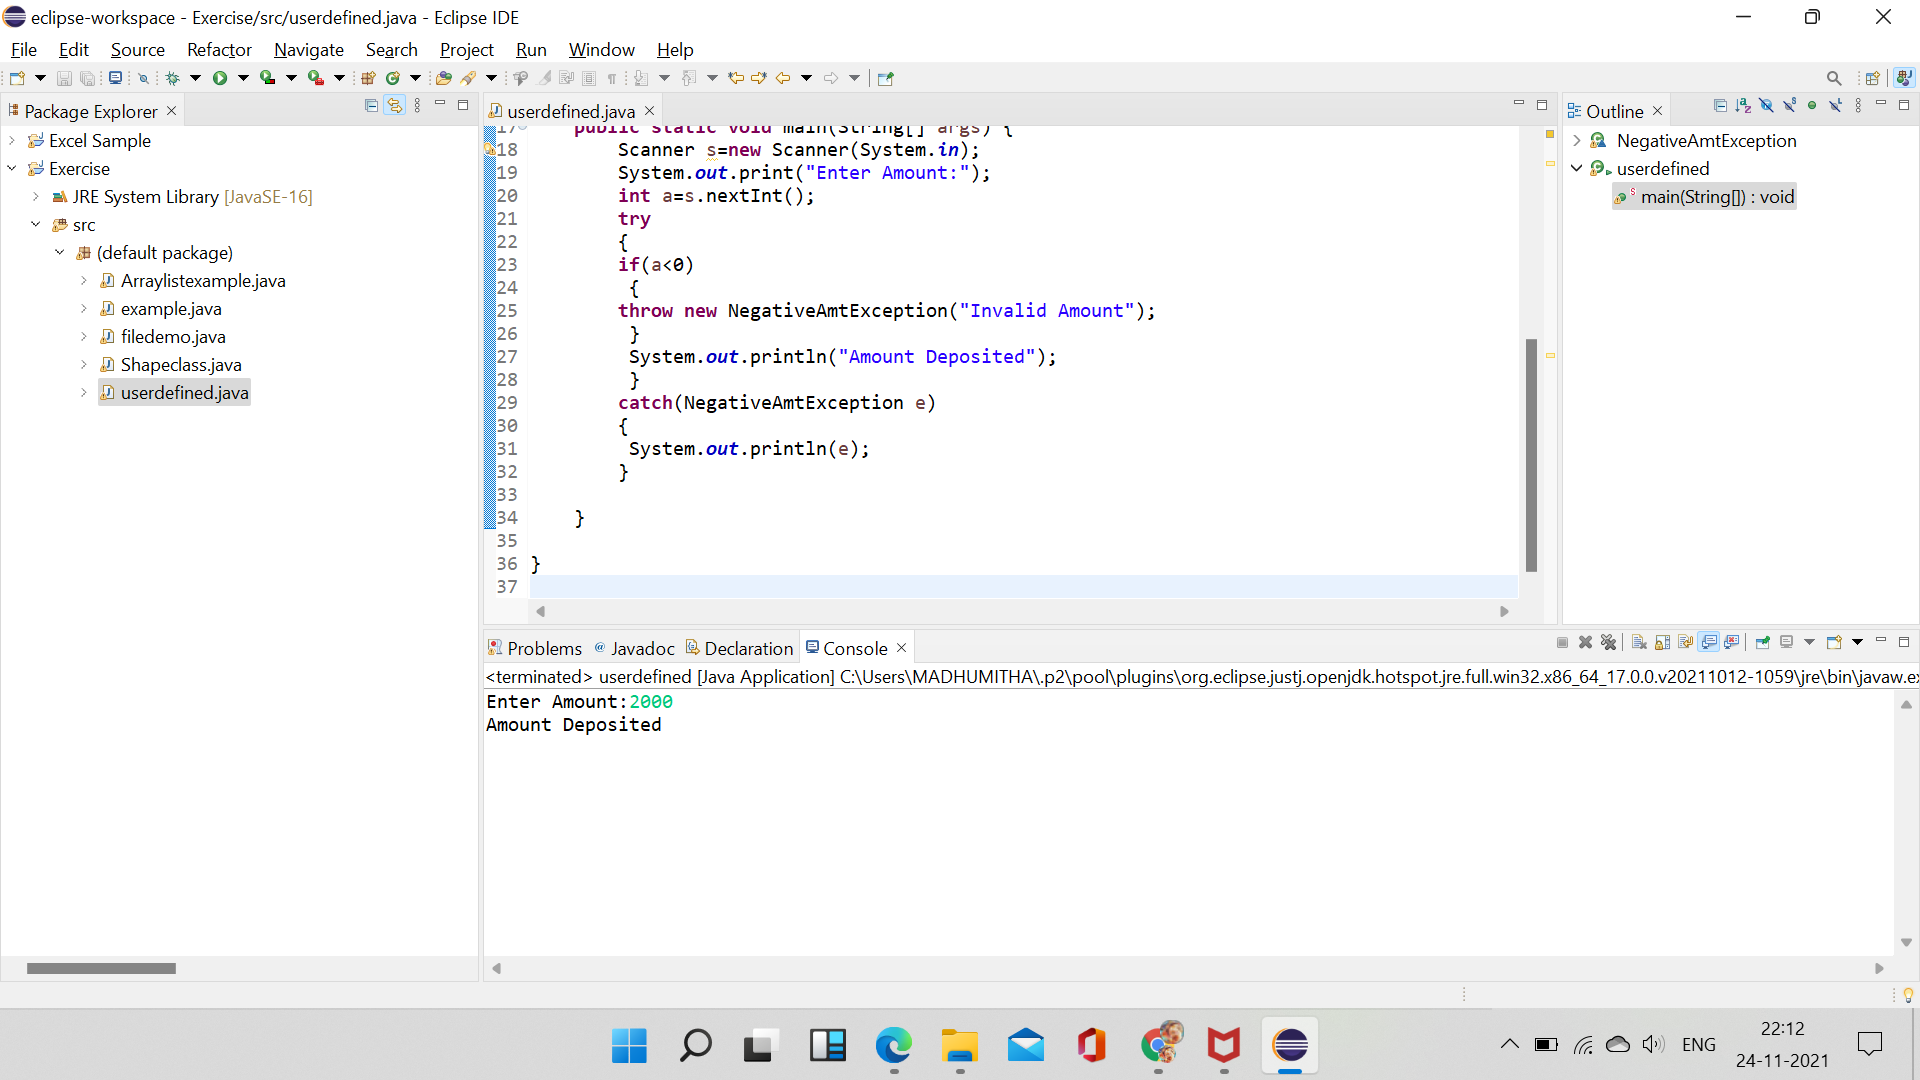 eclipse-workspace - Exercise/src/userdefined.java - Eclipse IDE
File Edit Source Refactor Navigate Search Project Run Window Help
Package Explorer
Excel Sample
Exercise
JRE System Library [JavaSE-16]
src
(default package)
Arraylistexample.java
example.java
filedemo.java
Shapeclass.java
userdefined.java
userdefined.java
17 public static void main(String[] args) {
18 Scanner s=new Scanner(System.in);
19 System.out.print("Enter Amount:");
20 int a=s.nextInt();
21 try
22 {
23 if(a<0)
24 {
25 throw new NegativeAmtException("Invalid Amount");
26 }
27 System.out.println("Amount Deposited");
28 }
29 catch(NegativeAmtException e)
30 {
31 System.out.println(e);
32 }
33
34 }
35
36 }
37
Outline
NegativeAmtException
userdefined
main(String[]) : void
Problems @ Javadoc Declaration Console
<terminated> userdefined [Java Application] C:\Users\MADHUMITHA\.p2\pool\plugins\org.eclipse.justj.openjdk.hotspot.jre.full.win32.x86_64_17.0.0.v20211012-1059\jre\bin\javaw.ex
Enter Amount:2000
Amount Deposited
ENG
22:12
24-11-2021